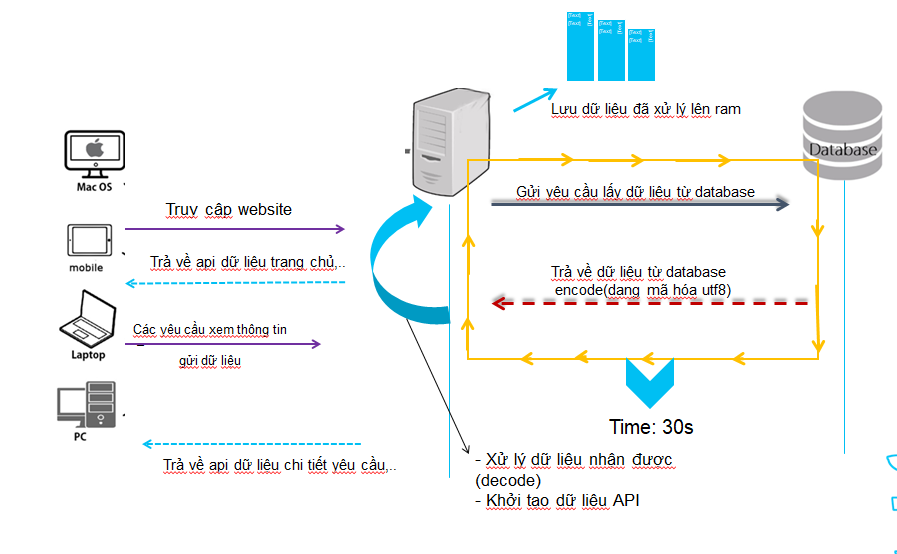 [Text]
[Text]
[Text]
[Text]
[Text]
[Text]
[Text]
[Text]
[Text]
Lưu dữ liệu đã xử lý lên ram
Database
Mac OS
Gửi yêu cầu lấy dữ liệu từ database
Truy cập website
mobile
Trả về api dữ liệu trang chủ,..
Trả về dữ liệu từ database
encode(dạng mã hóa utf8)
Các yêu cầu xem thông tin
Laptop
gửi dữ liệu
PC
Time: 30s
Trả về api dữ liệu chi tiết yêu cầu,..
- Xử lý dữ liệu nhận được
(decode)
- Khởi tạo dữ liệu API